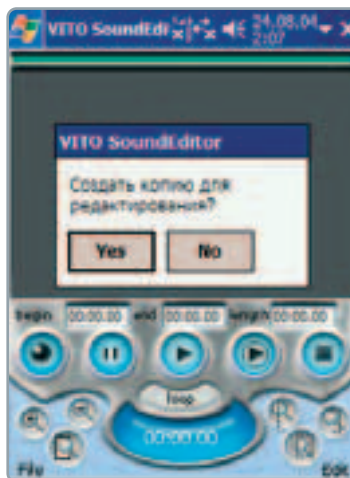 VITO SoundEdi 24.08.04
2:07
VITO SoundEditor
Создать копию для
редактирования?
Yes No
begin 00:00.00 end 00:00.00 length 00:00.00
loop
00:00.00
File Edit